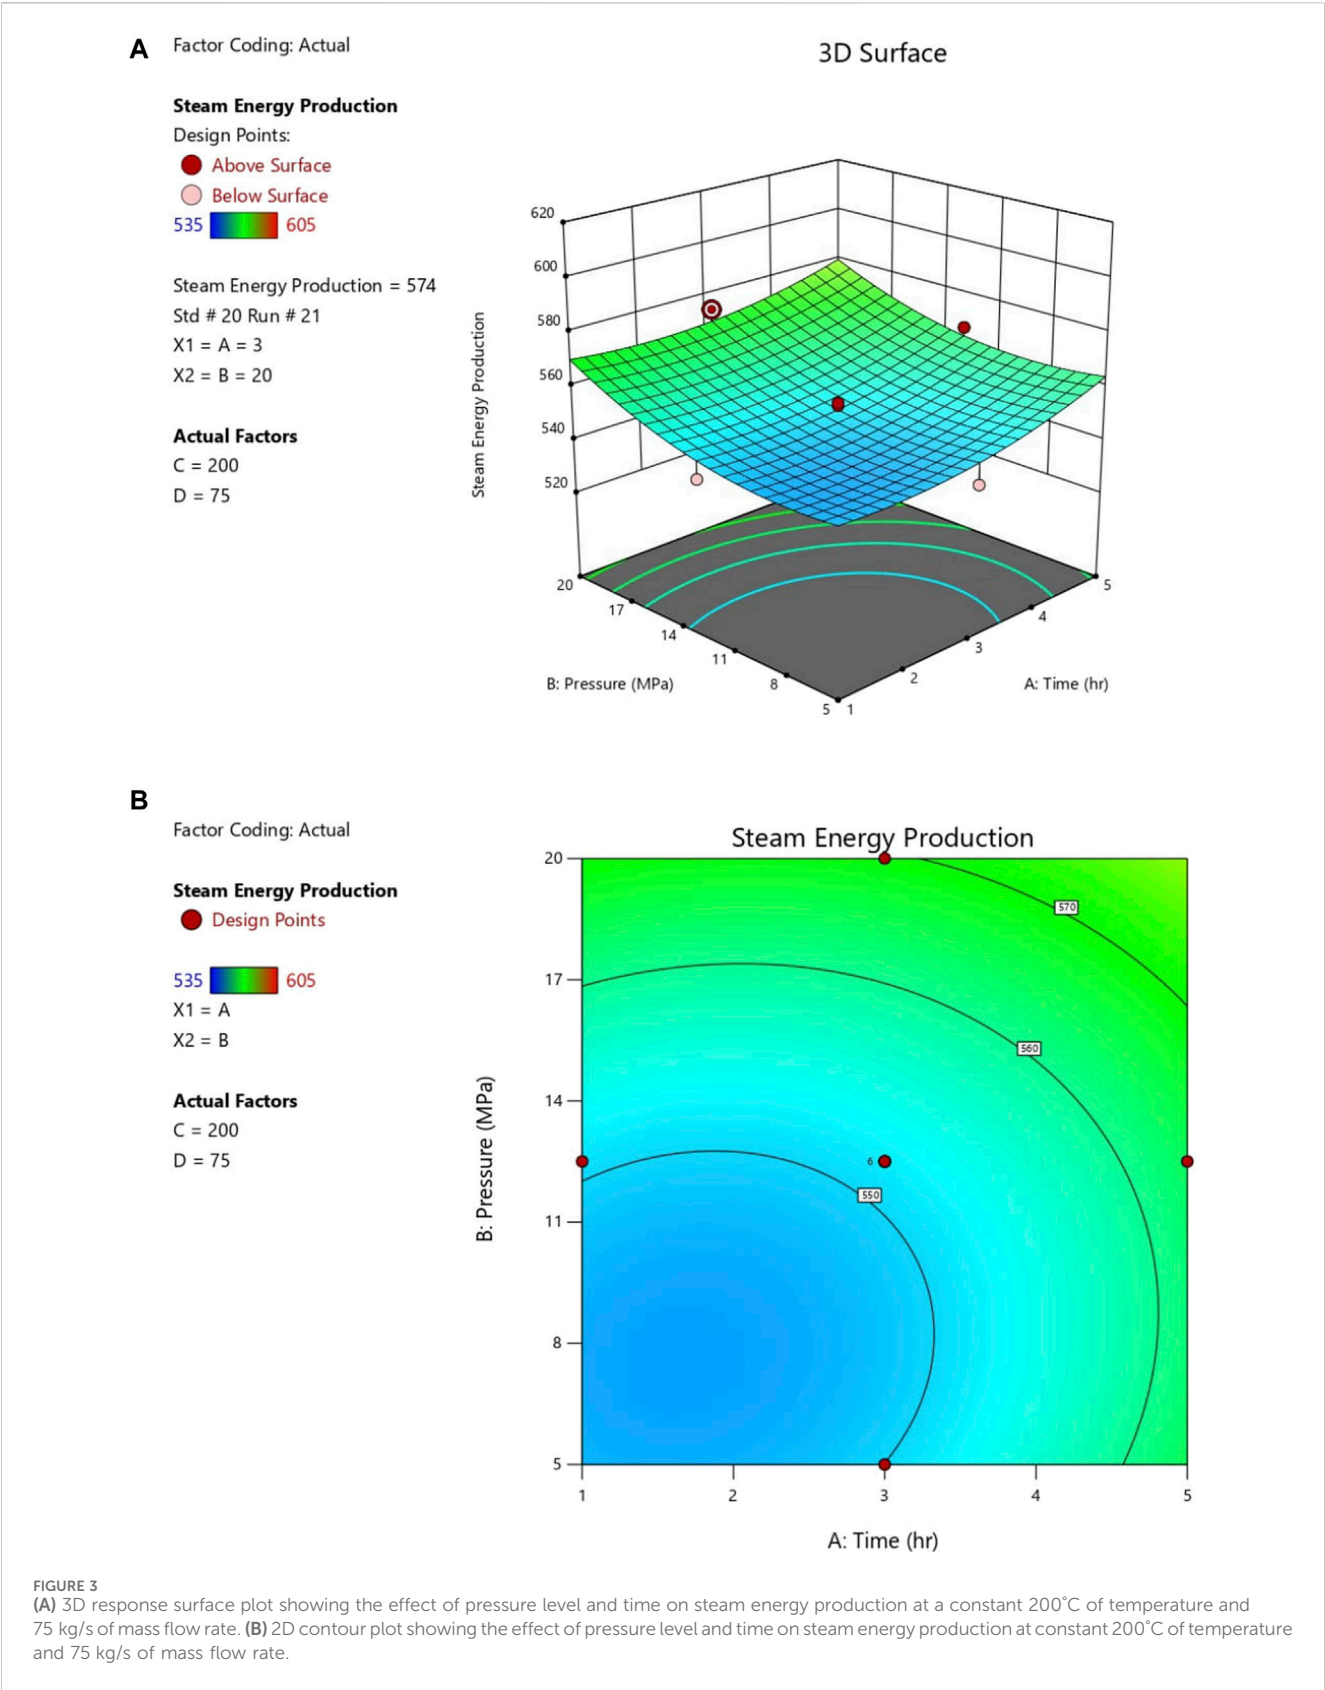 A
Factor Coding: Actual
3D Surface
Steam Energy Production
Design Points:
Above Surface
Below Surface
535 605
Steam Energy Production = 574
Std # 20 Run # 21
X1 = A = 3
X2 = B = 20
Actual Factors
C = 200
D = 75
620
600
580
560
540
520
Steam Energy Production
20
17
14
11
8
5
1
2
3
4
5
B: Pressure (MPa)
A: Time (hr)
B
Factor Coding: Actual
Steam Energy Production
Steam Energy Production
Design Points
535 605
X1 = A
X2 = B
Actual Factors
C = 200
D = 75
20
17
14
11
8
5
B: Pressure (MPa)
570
560
6
550
1 2 3 4 5
A: Time (hr)
FIGURE 3
(A) 3D response surface plot showing the effect of pressure level and time on steam energy production at a constant 200°C of temperature and
75 kg/s of mass flow rate. (B) 2D contour plot showing the effect of pressure level and time on steam energy production at constant 200°C of temperature
and 75 kg/s of mass flow rate.